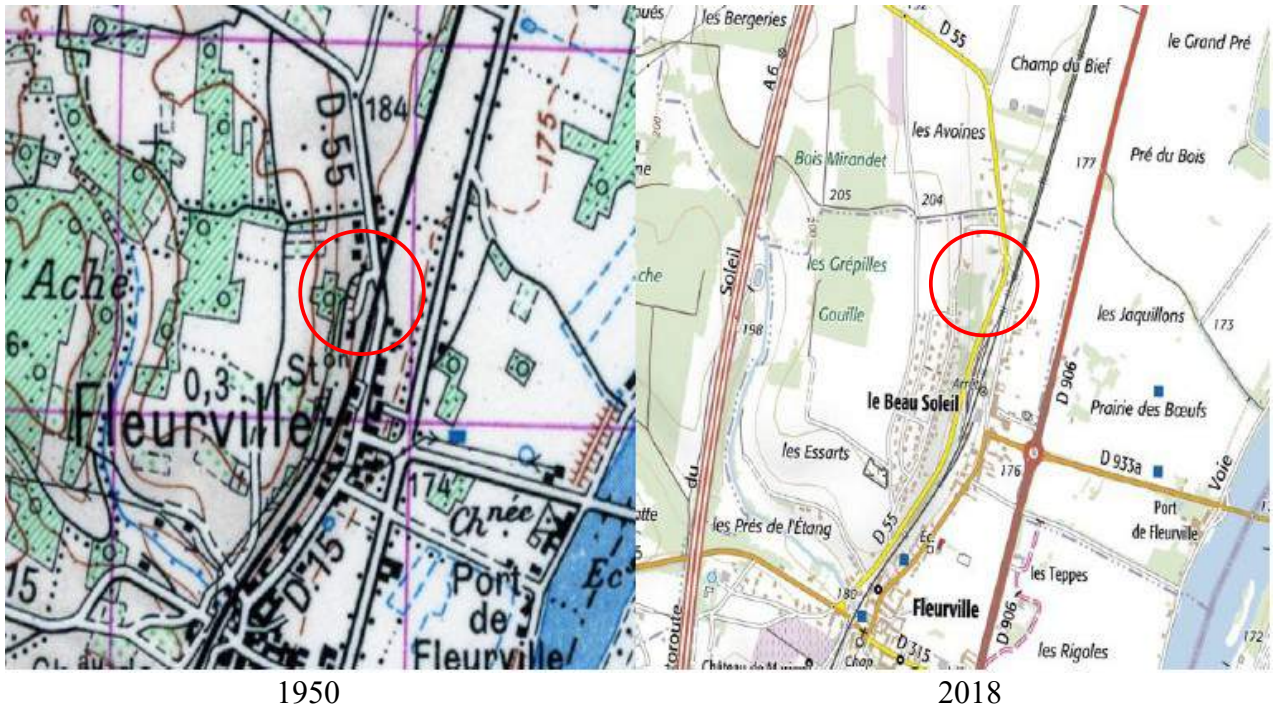 D.55
184
175
l'Ache
0,3
St
Fleurville
174
Chnée
D 15
15
Port
de
Fleurville
Ec
1950
les Bergeries
A 6
D 55
le Grand Pré
Champ du Bief
200
les Avoines
177
Pré du Bois
Bois Mirandet
205
204
Soleil
les Grépilles
Gouille
198
les Jaquillons
173
D 906
Arrêt
le Beau Soleil
Prairie des Bœufs
les Essarts
176
D 933a
Voie
du
les Prés de l'Étang
D 55
Éc.
Port
de Fleurville
les Teppes
180
Fleurville
D 906
172
les Rigoles
Chap
2018